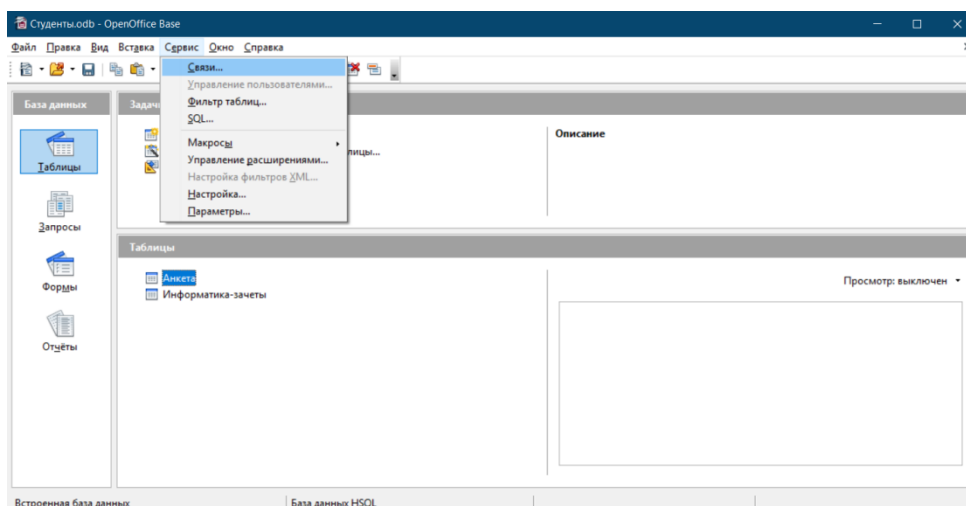 Студенты.odb - OpenOffice Base
Файл Правка Вид Вставка Сервис Окно Справка
Связи...
Управление пользователями...
Фильтр таблиц...
SQL...
Макросы
Управление расширениями...
Настройка фильтров XML...
Настройка...
Параметры...
База данных
Таблицы
Запросы
Формы
Отчёты
Описание
Таблицы
Анкета
Информатика-зачеты
Просмотр: выключен
Встроенная база данных
База данных HSQL